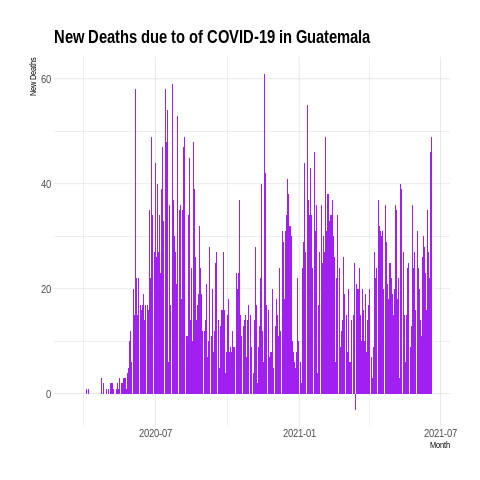 New Deaths due to of COVID-19 in Guatemala
New Deaths
60
40
20
0
2020-07
2021-01
2021-07
Month